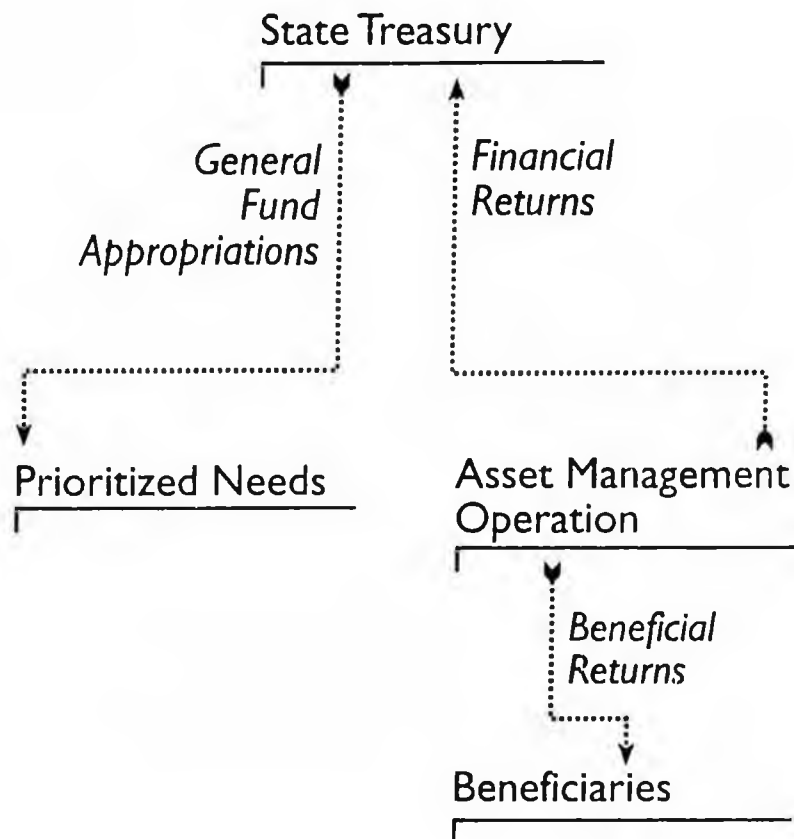 State Treasury
General
Fund
Appropriations
Financial
Returns
Prioritized Needs
Asset Management
Operation
Beneficial
Returns
Beneficiaries